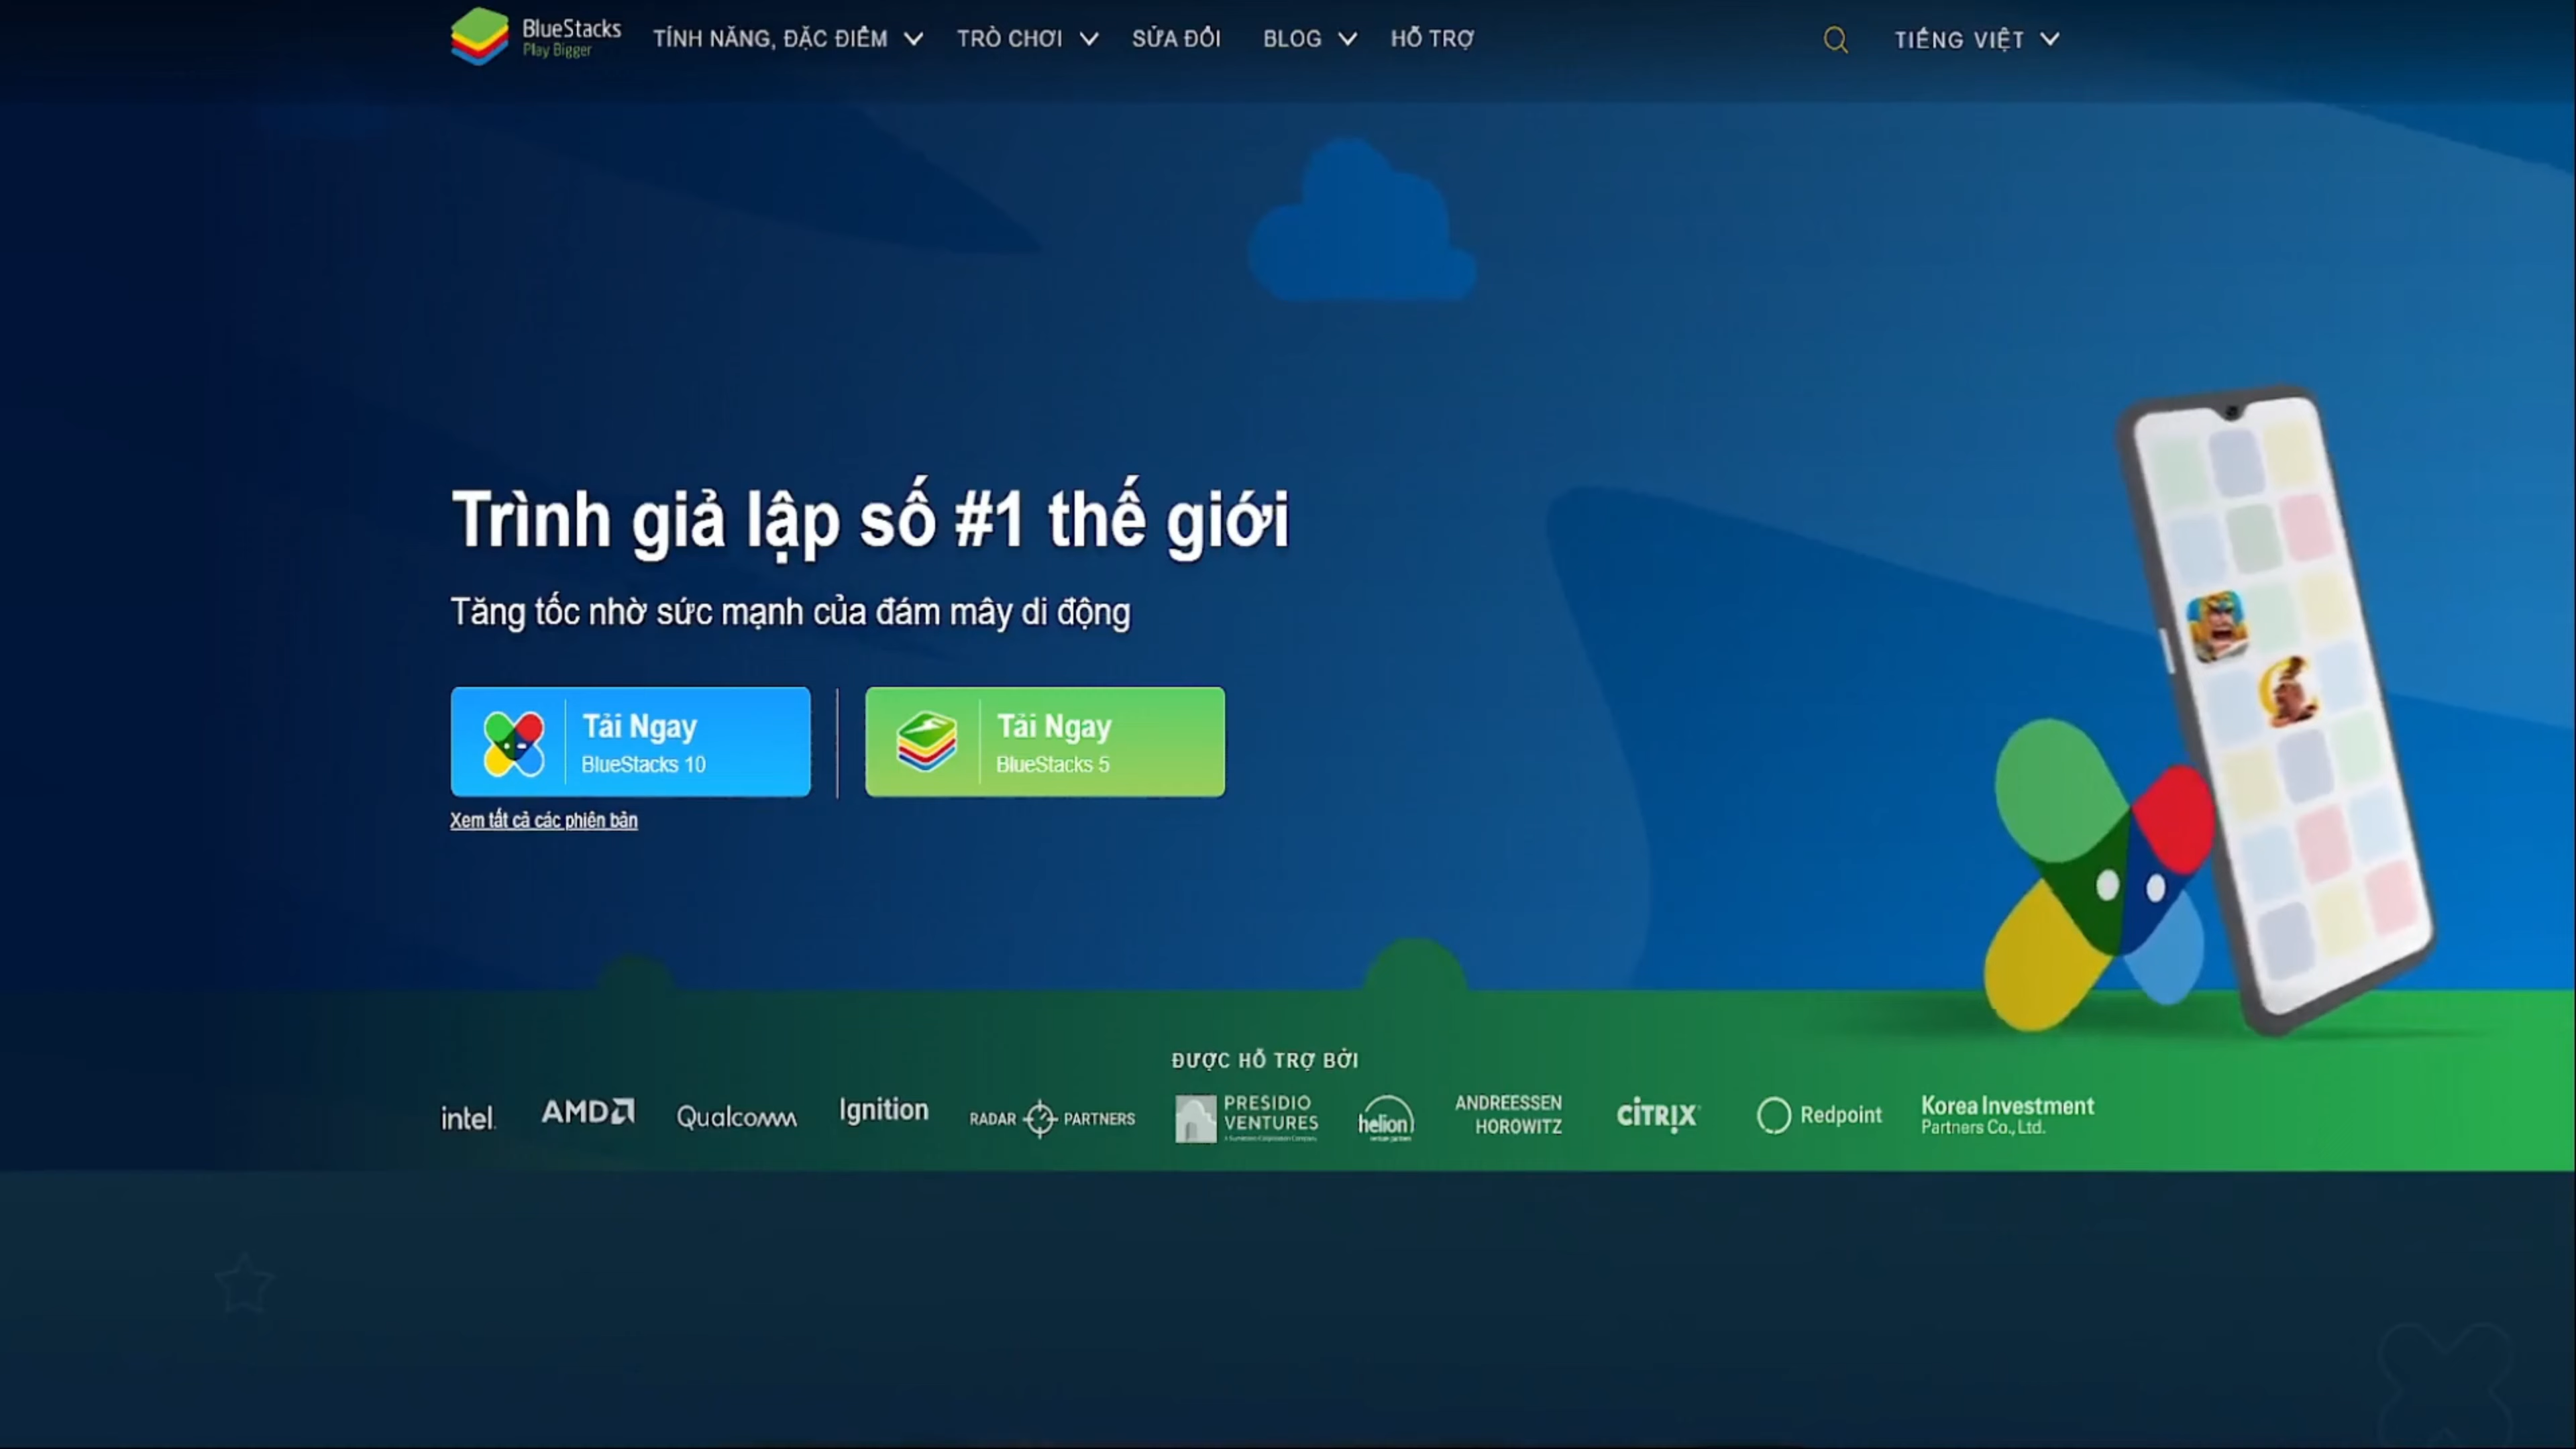 BlueStacks
Play Bigger
TÍNH NĂNG, ĐẶC ĐIỂM
TRÒ CHƠI
SỬA ĐỔI
BLOG
HỖ TRỢ
TIẾNG VIỆT
Trình giả lập số #1 thế giới
Tăng tốc nhờ sức mạnh của đám mây di động
Tải Ngay
BlueStacks 10
Tải Ngay
BlueStacks 5
Xem tất cả các phiên bản
ĐƯỢC HỖ TRỢ BỞI
intel.
AMD
Qualcomm
Ignition
RADAR PARTNERS
PRESIDIO
VENTURES
helion
ANDREESSEN
HOROWITZ
CITRIX
Redpoint
Korea Investment
Partners Co., Ltd.